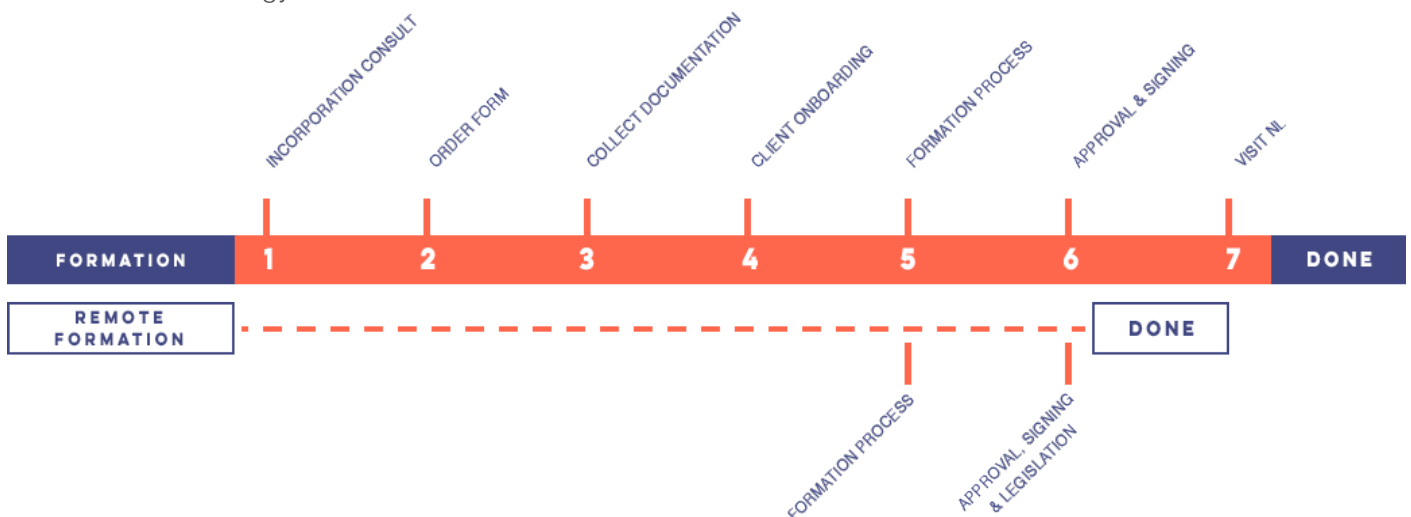 INCORPORATION CONSULT
ORDER FORM
COLLECT DOCUMENTATION
CLIENT ONBOARDING
FORMATION PROCESS
APPROVAL & SIGNING
VISIT NL
FORMATION 1 2 3 4 5 6 7 DONE
REMOTE
FORMATION
DONE
FORMATION PROCESS
APPROVAL, SIGNING
& LEGISLATION